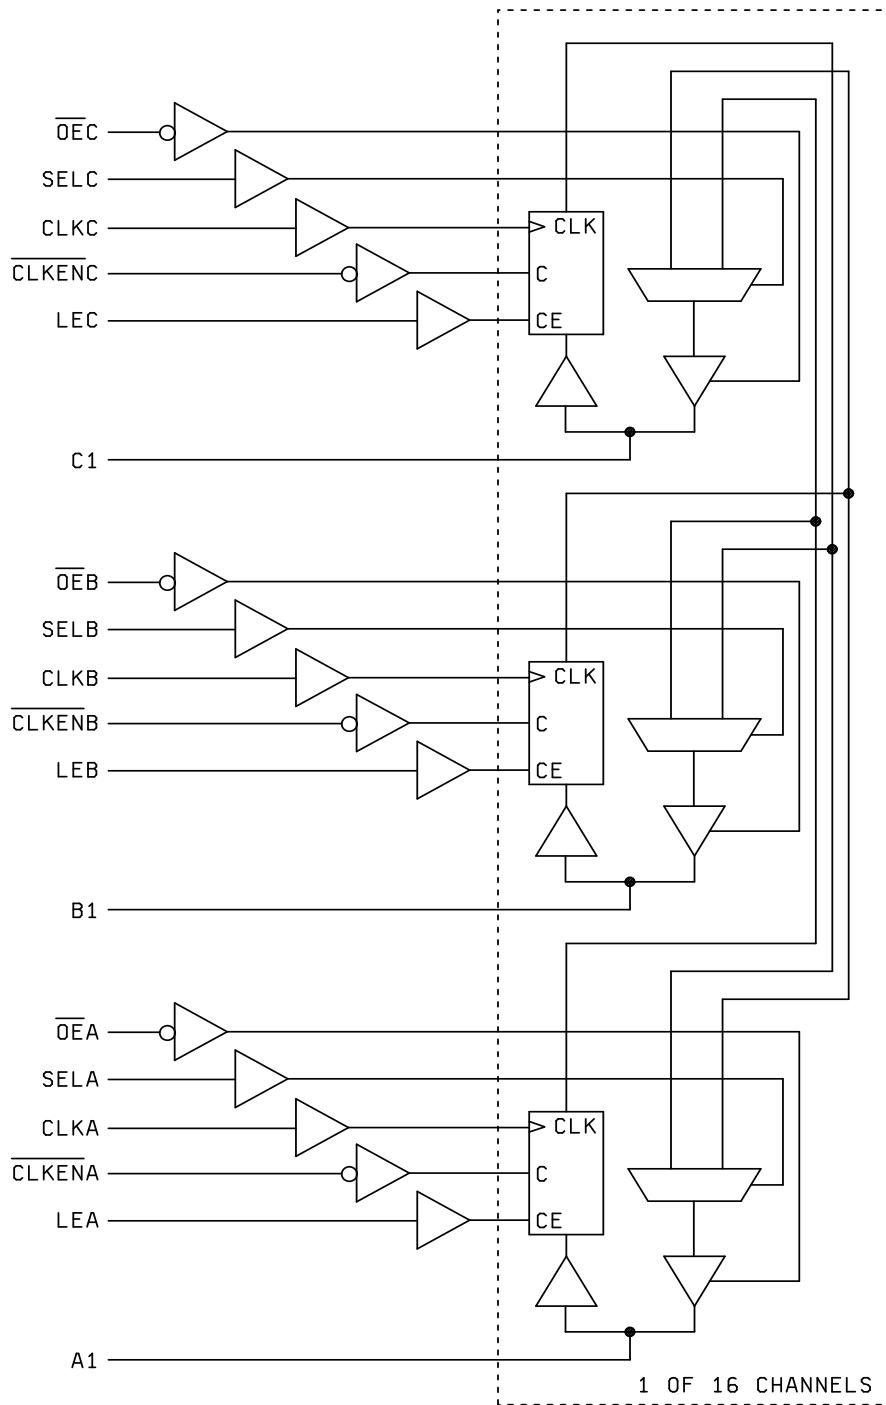 OEC
SELC
CLKC
CLK
CLKENC
C
LEC
CE
C1
OEB
SELB
CLKB
CLK
CLKENB
C
LEB
CE
B1
OEA
SELA
CLKA
CLK
CLKENA
C
LEA
CE
A1
1 OF 16 CHANNELS